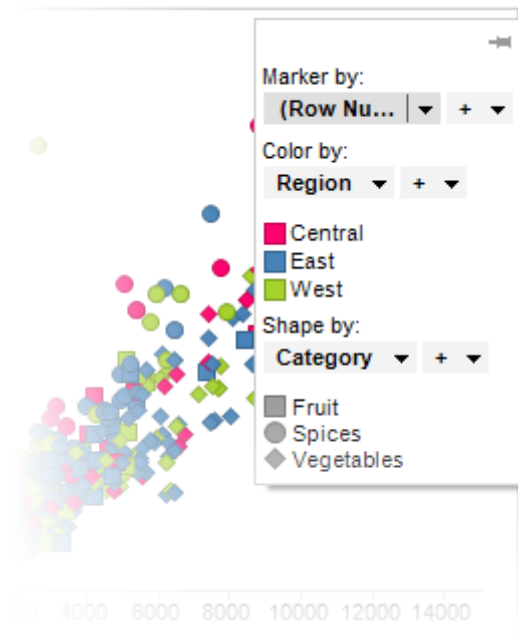 Marker by:
(Row Nu... +
Color by:
Region +
Central
East
West
Shape by:
Category +
Fruit
Spices
Vegetables
4000 6000 8000 10000 12000 14000